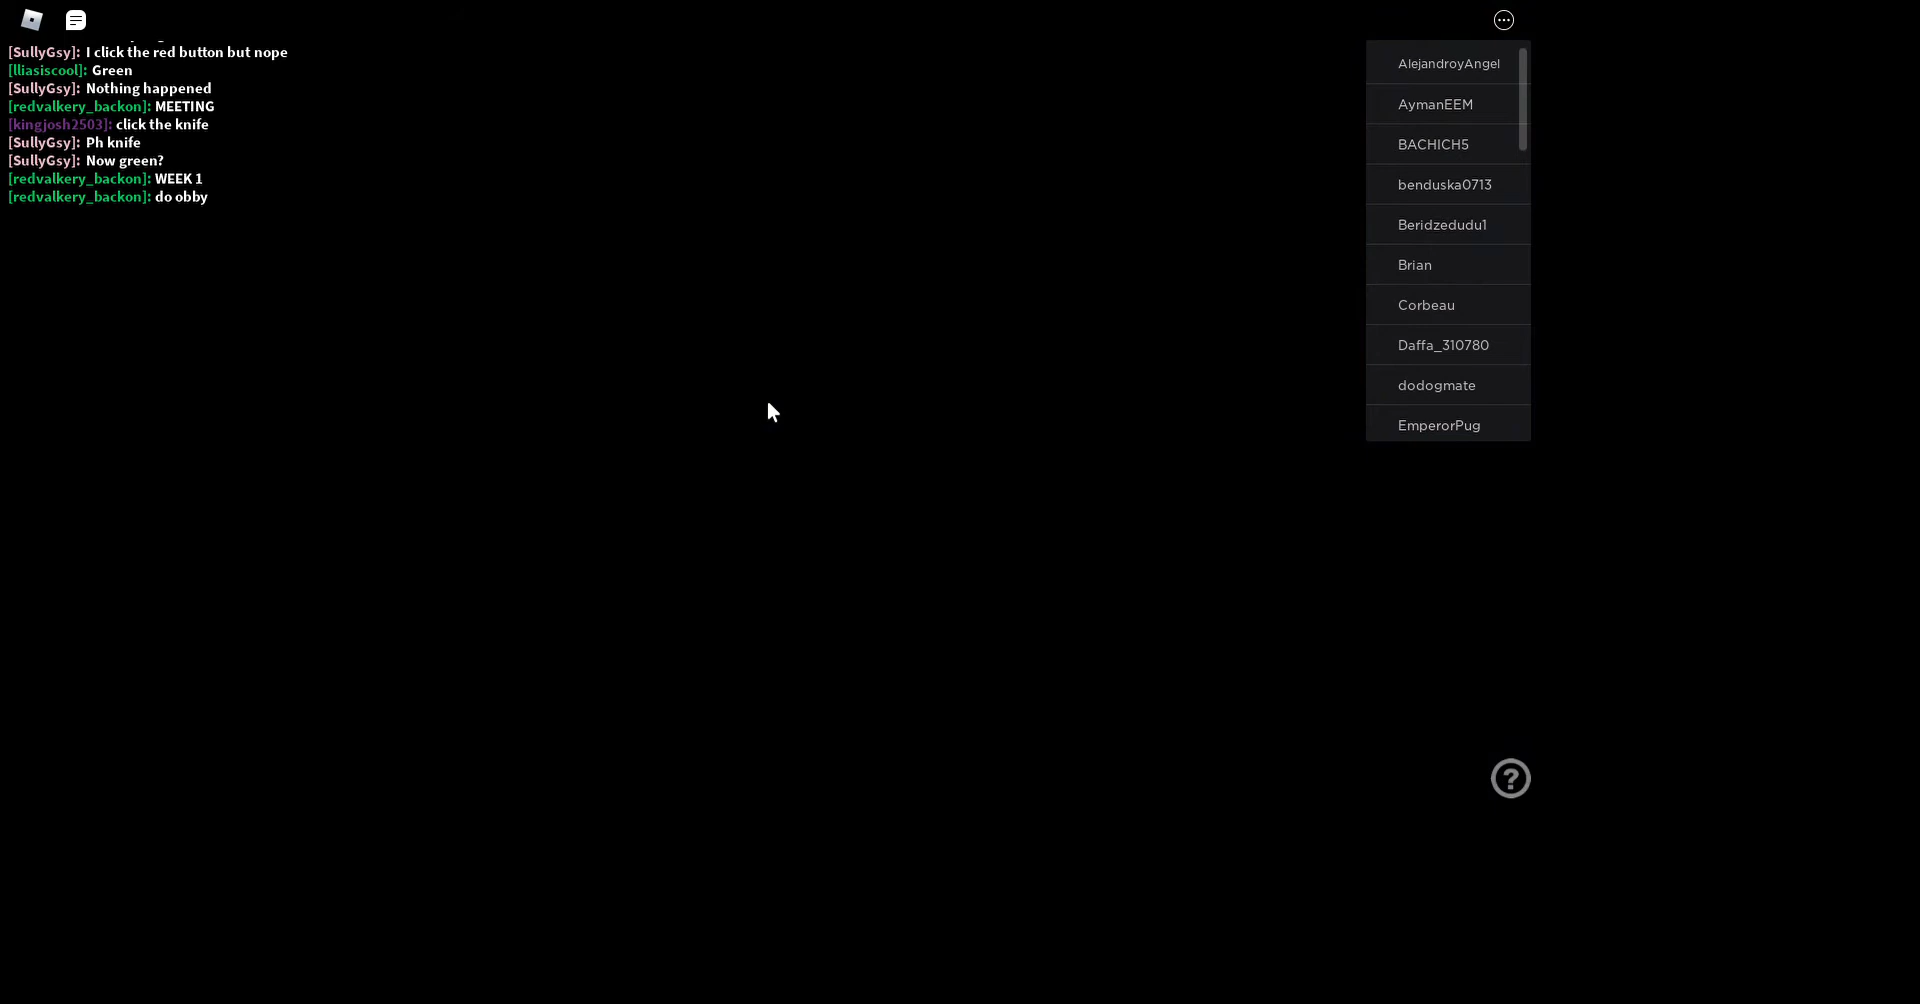 [SullyGsy]: I click the red button but nope
[lliasiscool]: Green
[SullyGsy]: Nothing happened
[redvalkery_backon]: MEETING
[kingjosh2503]: click the knife
[SullyGsy]: Ph knife
[SullyGsy]: Now green?
[redvalkery_backon]: WEEK 1
[redvalkery_backon]: do obby
AlejandroyAngel
AymanEEM
BACHICH5
benduska0713
Beridzedudu1
Brian
Corbeau
Daffa_310780
dodogmate
EmperorPug
?